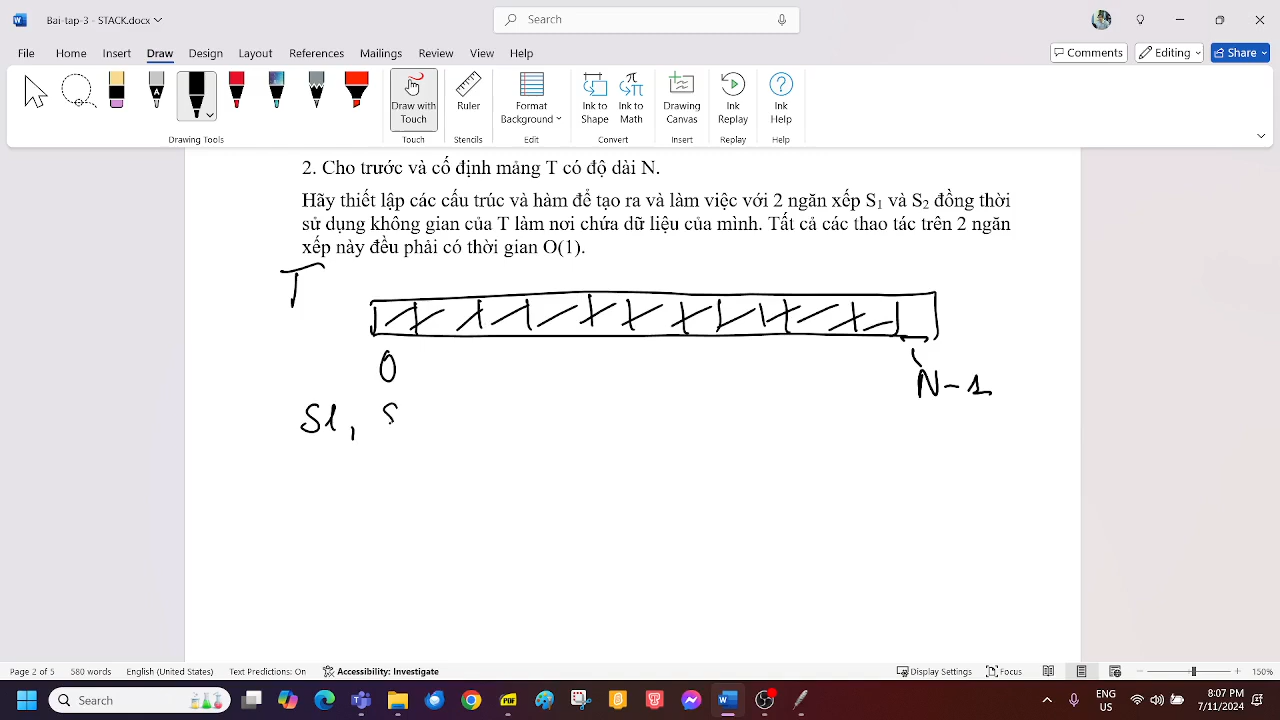 Bai-tap-3 - STACK.docx
Search
File Home Insert Draw Design Layout References Mailings Review View Help
Comments Editing Share
A
Draw with Touch
Ruler
Format Background
Ink to Shape
Ink to Math
Drawing Canvas
Ink Replay
Ink Help
Drawing Tools Touch Stencils Edit Convert Insert Replay Help
2. Cho trước và cố định mảng T có độ dài N.
Hãy thiết lập các cấu trúc và hàm để tạo ra và làm việc với 2 ngăn xếp S₁ và S₂ đồng thời
sử dụng không gian của T làm nơi chứa dữ liệu của mình. Tất cả các thao tác trên 2 ngăn
xếp này đều phải có thời gian O(1).
T
0
N-1
S1, S
Page 2 of 5 580 words English (United States) Text Predictions: On Accessibility: Investigate Display Settings Focus 150%
Search PDF ENG US 8:07 PM 7/11/2024